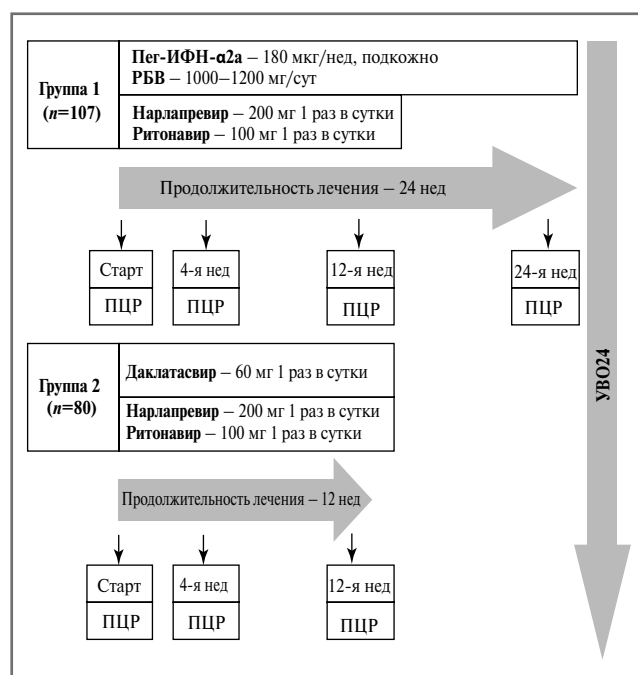 Группа 1
(n=107)
Пег-ИФН-α2a – 180 мкг/нед, подкожно
РБВ – 1000–1200 мг/сут
Нарлапревир – 200 мг 1 раз в сутки
Ритонавир – 100 мг 1 раз в сутки
Продолжительность лечения – 24 нед
Старт
ПЦР
4-я нед
ПЦР
12-я нед
ПЦР
24-я нед
ПЦР
Группа 2
(n=80)
Даклатасвир – 60 мг 1 раз в сутки
Нарлапревир – 200 мг 1 раз в сутки
Ритонавир – 100 мг 1 раз в сутки
Продолжительность лечения – 12 нед
Старт
ПЦР
4-я нед
ПЦР
12-я нед
ПЦР
УВО24